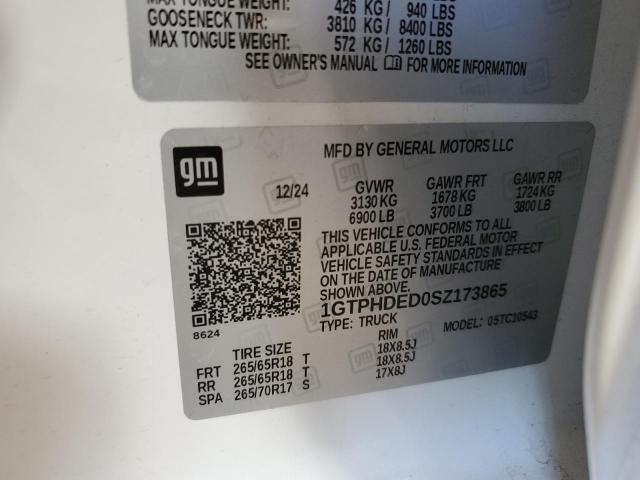 MAX TONGUE WEIGHT: 426 KG / 940 LBS
GOOSENECK TWR: 3810 KG / 8400 LBS
MAX TONGUE WEIGHT: 572 KG / 1260 LBS
SEE OWNER'S MANUAL FOR MORE INFORMATION
gm
MFD BY GENERAL MOTORS LLC
12/24 GVWR GAWR FRT GAWR RR
3130 KG 1678 KG 1724 KG
6900 LB 3700 LB 3800 LB
THIS VEHICLE CONFORMS TO ALL
APPLICABLE U.S. FEDERAL MOTOR
VEHICLE SAFETY STANDARDS IN EFFECT
ON THE DATE OF MANUFACTURE
SHOWN ABOVE.
1GTPHDED0SZ173865
TYPE: TRUCK MODEL: 05TC10543
8624
TIRE SIZE RIM
FRT 265/65R18 T 18X8.5J
RR 265/65R18 T 18X8.5J
SPA 265/70R17 S 17X8J